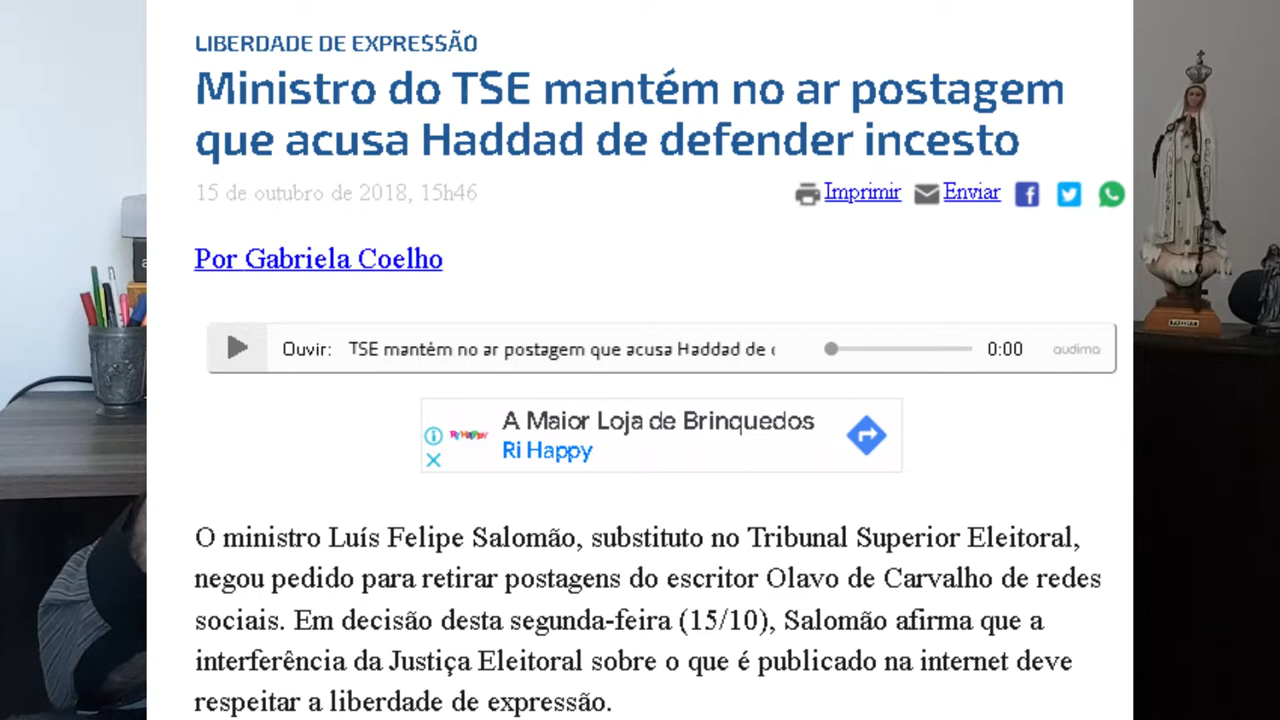 LIBERDADE DE EXPRESSÃO
Ministro do TSE mantém no ar postagem
que acusa Haddad de defender incesto
15 de outubro de 2018, 15h46
Imprimir Enviar
Por Gabriela Coelho
Ouvir: TSE mantém no ar postagem que acusa Haddad de 0:00 audima
A Maior Loja de Brinquedos
Ri Happy
Ri Happy
O ministro Luís Felipe Salomão, substituto no Tribunal Superior Eleitoral,
negou pedido para retirar postagens do escritor Olavo de Carvalho de redes
sociais. Em decisão desta segunda-feira (15/10), Salomão afirma que a
interferência da Justiça Eleitoral sobre o que é publicado na internet deve
respeitar a liberdade de expressão.